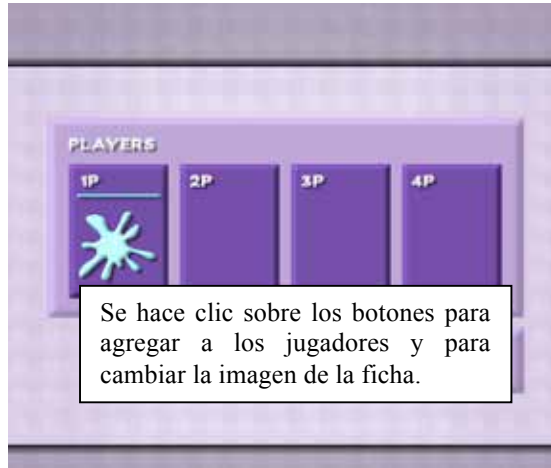 PLAYERS
1P 2P 3P 4P
Se hace clic sobre los botones para
agregar a los jugadores y para
cambiar la imagen de la ficha.